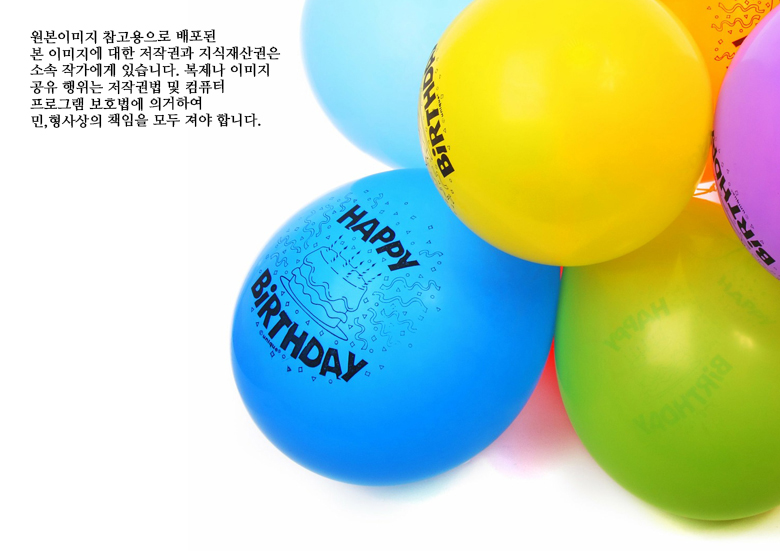 원본이미지 참고용으로 배포된
본 이미지에 대한 저작권과 지식재산권은
소속 작가에게 있습니다. 복제나 이미지
공유 행위는 저작권법 및 컴퓨터
프로그램 보호법에 의거하여
민,형사상의 책임을 모두 져야 합니다.
BiRTHD
BiRTHD
HAPPY
BiRTHDAY
HAPPY
BiRTHDAY
HAPP